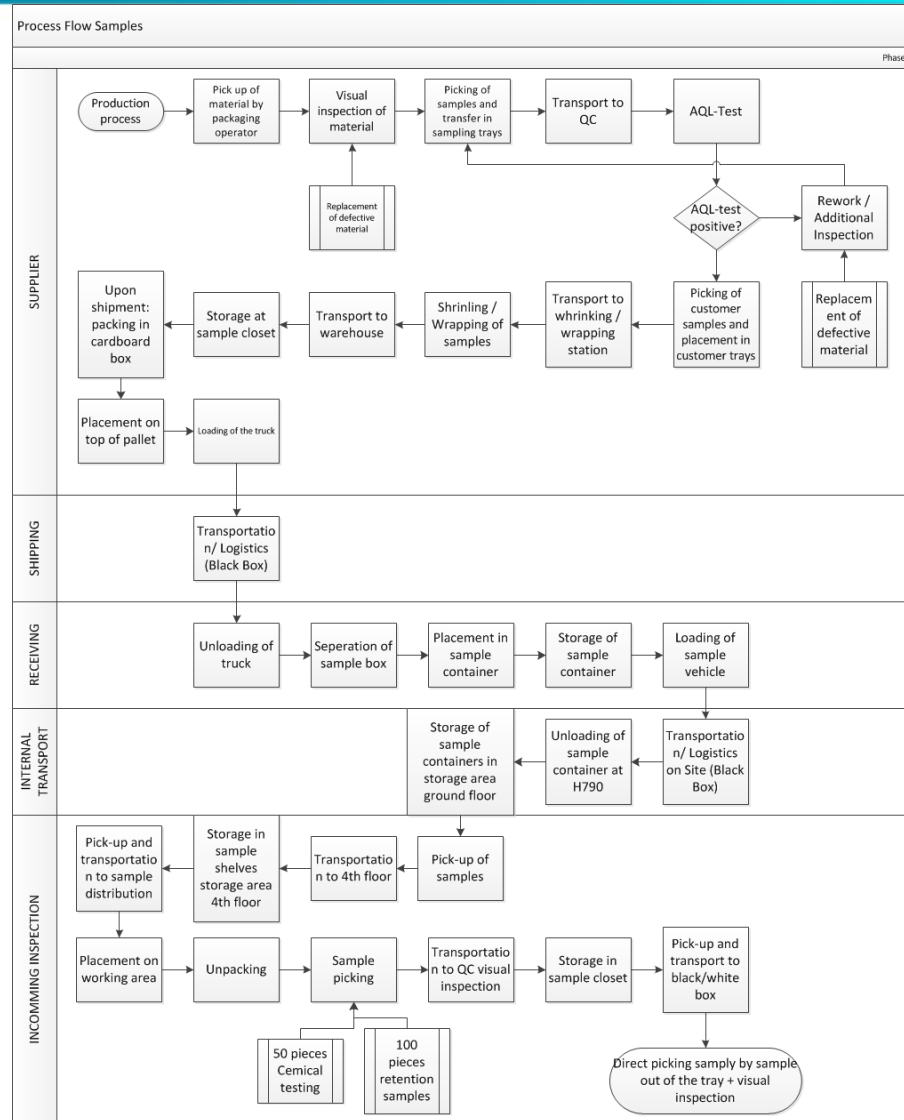 Process Flow Samples
Phase
SUPPLIER
Production
process
Pick up of
material by
packaging
operator
Visual
inspection of
material
Picking of
samples and
transfer in
sampling trays
Transport to
QC
AQL-Test
Replacement
of defective
material
AQL-test
positive?
Rework /
Additional
Inspection
Upon
shipment:
packing in
cardboard
box
Storage at
sample closet
Transport to
warehouse
Shrinling /
Wrapping of
samples
Transport to
whrinking /
wrapping
station
Picking of
customer
samples and
placement in
customer trays
Replacem
ent of
defective
material
Placement on
top of pallet
Loading of the truck
SHIPPING
Transportatio
n/ Logistics
(Black Box)
RECEIVING
Unloading of
truck
Seperation of
sample box
Placement in
sample
container
Storage of
sample
container
Loading of
sample
vehicle
INTERNAL
TRANSPORT
Storage of
sample
containers in
storage area
ground floor
Unloading of
sample
container at
H790
Transportatio
n/ Logistics
on Site (Black
Box)
INCOMMING INSPECTION
Pick-up and
transportatio
n to sample
distribution
Storage in
sample
shelves
storage area
4th floor
Transportatio
n to 4th floor
Pick-up of
samples
Placement on
working area
Unpacking
Sample
picking
Transportatio
n to QC visual
inspection
Storage in
sample closet
Pick-up and
transport to
black/white
box
50 pieces
Cemical
testing
100
pieces
retention
samples
Direct picking samply by sample
out of the tray + visual
inspection